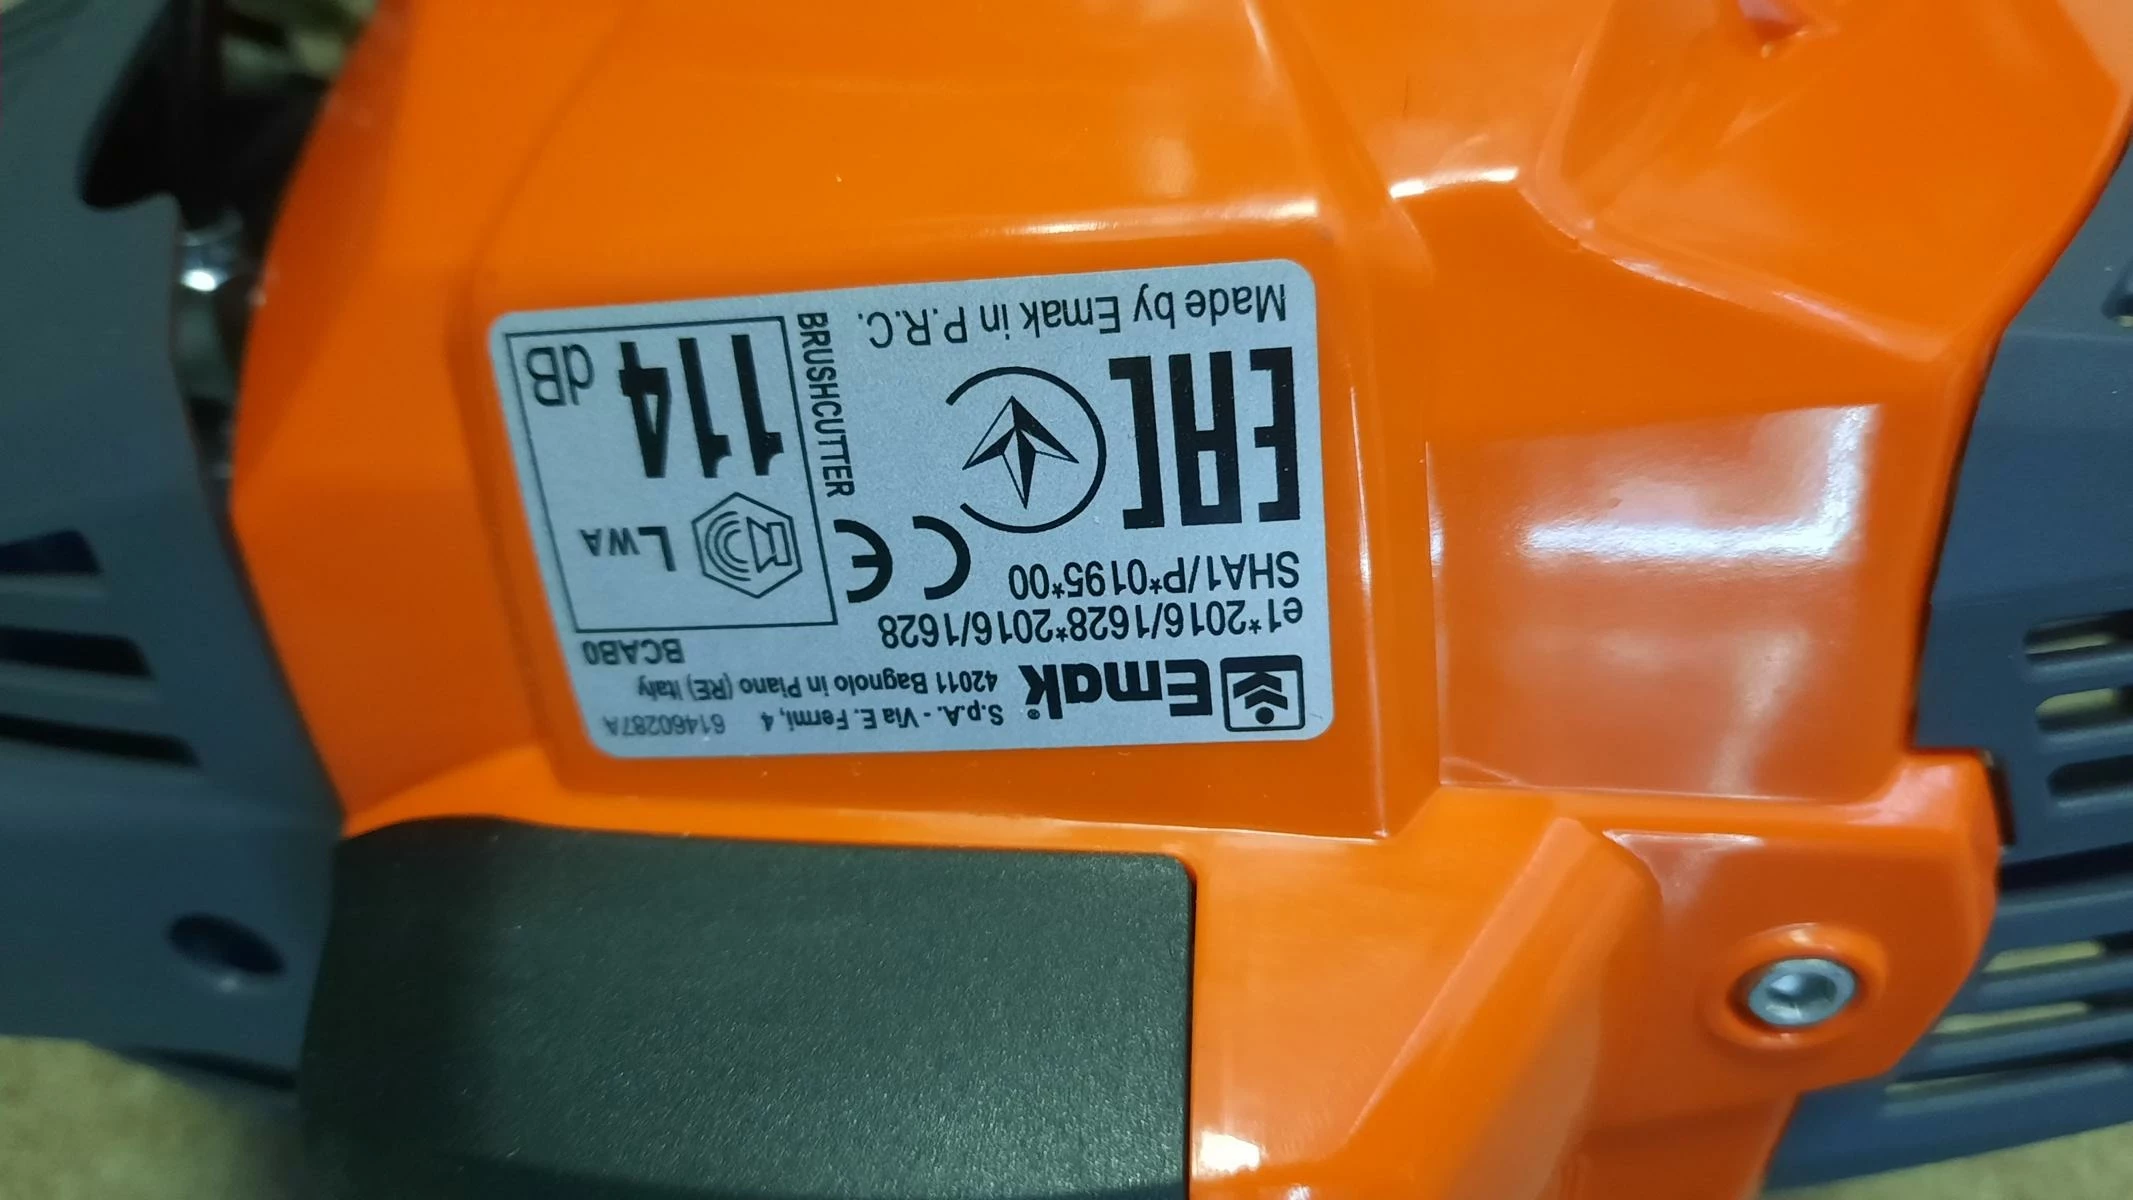 Emak® S.p.A. - Via E. Fermi, 4 61460287A
42011 Bagnolo in Piano (RE) Italy
e1*2016/1628*2016/1628 BCAB0
SHA1/P*0195*00
CE
EAC
LWA
114
dB
BRUSHCUTTER
Made by Emak in P.R.C.